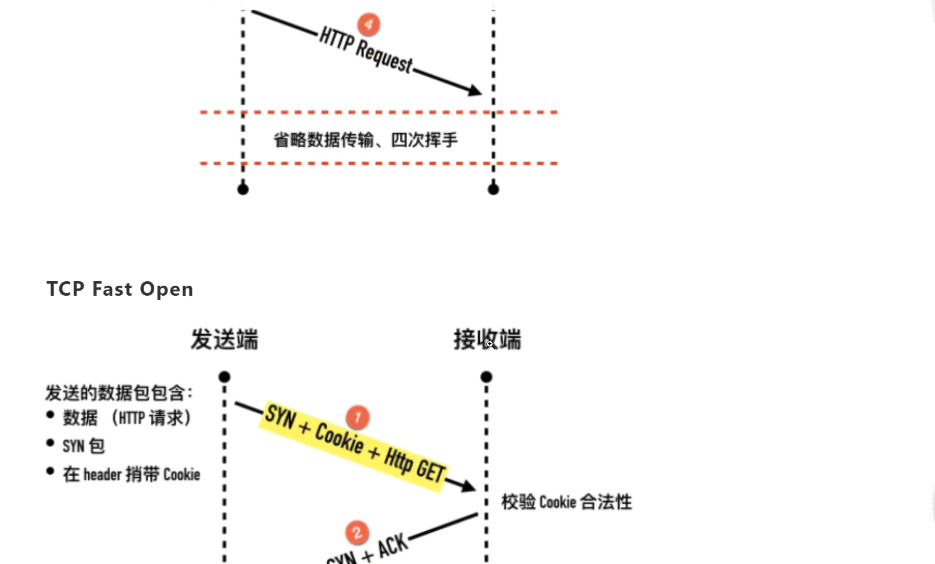 4
HTTP Request
省略数据传输、四次挥手
TCP Fast Open
发送端
接收端
发送的数据包包含：
数据 （HTTP 请求）
SYN 包
在 header 捎带 Cookie
1
SYN + Cookie + Http GET
校验 Cookie 合法性
2
SYN + ACK